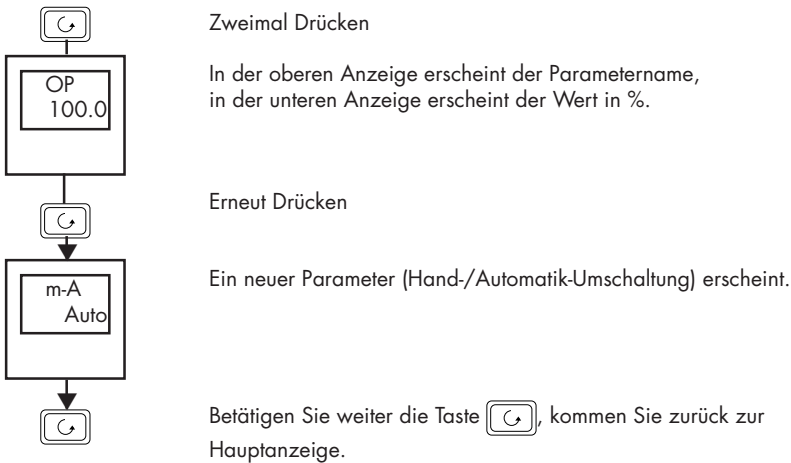 Zweimal Drücken
OP
100.0
In der oberen Anzeige erscheint der Parametername,
in der unteren Anzeige erscheint der Wert in %.
Erneut Drücken
m-A
Auto
Ein neuer Parameter (Hand-/Automatik-Umschaltung) erscheint.
Betätigen Sie weiter die Taste , kommen Sie zurück zur
Hauptanzeige.